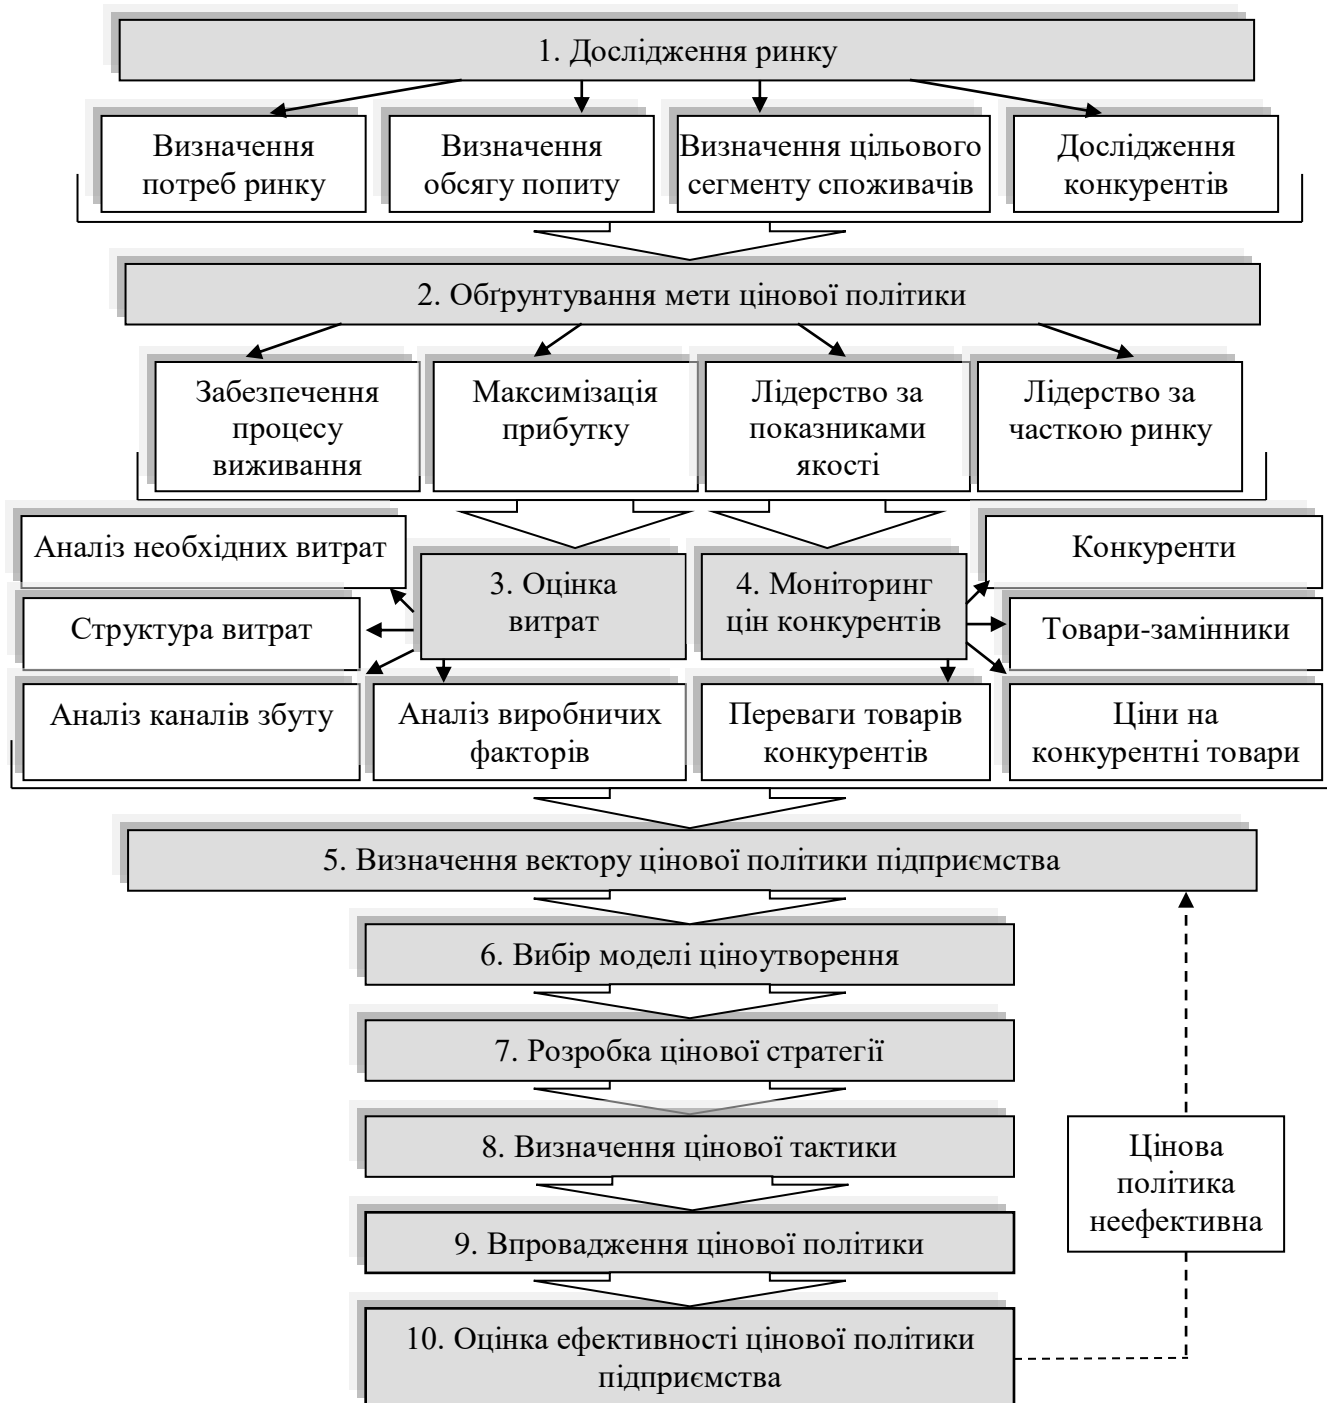 1. Дослідження ринку
Визначення
потреб ринку
Визначення
обсягу попиту
Визначення цільового
сегменту споживачів
Дослідження
конкурентів
2. Обґрунтування мети цінової політики
Забезпечення
процесу
виживання
Максимізація
прибутку
Лідерство за
показниками
якості
Лідерство за
часткою ринку
Аналіз необхідних витрат
Структура витрат
Аналіз каналів збуту
3. Оцінка
витрат
Аналіз виробничих
факторів
4. Моніторинг
цін конкурентів
Переваги товарів
конкурентів
Конкуренти
Товари-замінники
Ціни на
конкурентні товари
5. Визначення вектору цінової політики підприємства
6. Вибір моделі ціноутворення
7. Розробка цінової стратегії
8. Визначення цінової тактики
9. Впровадження цінової політики
10. Оцінка ефективності цінової політики
підприємства
Цінова
політика
неефективна